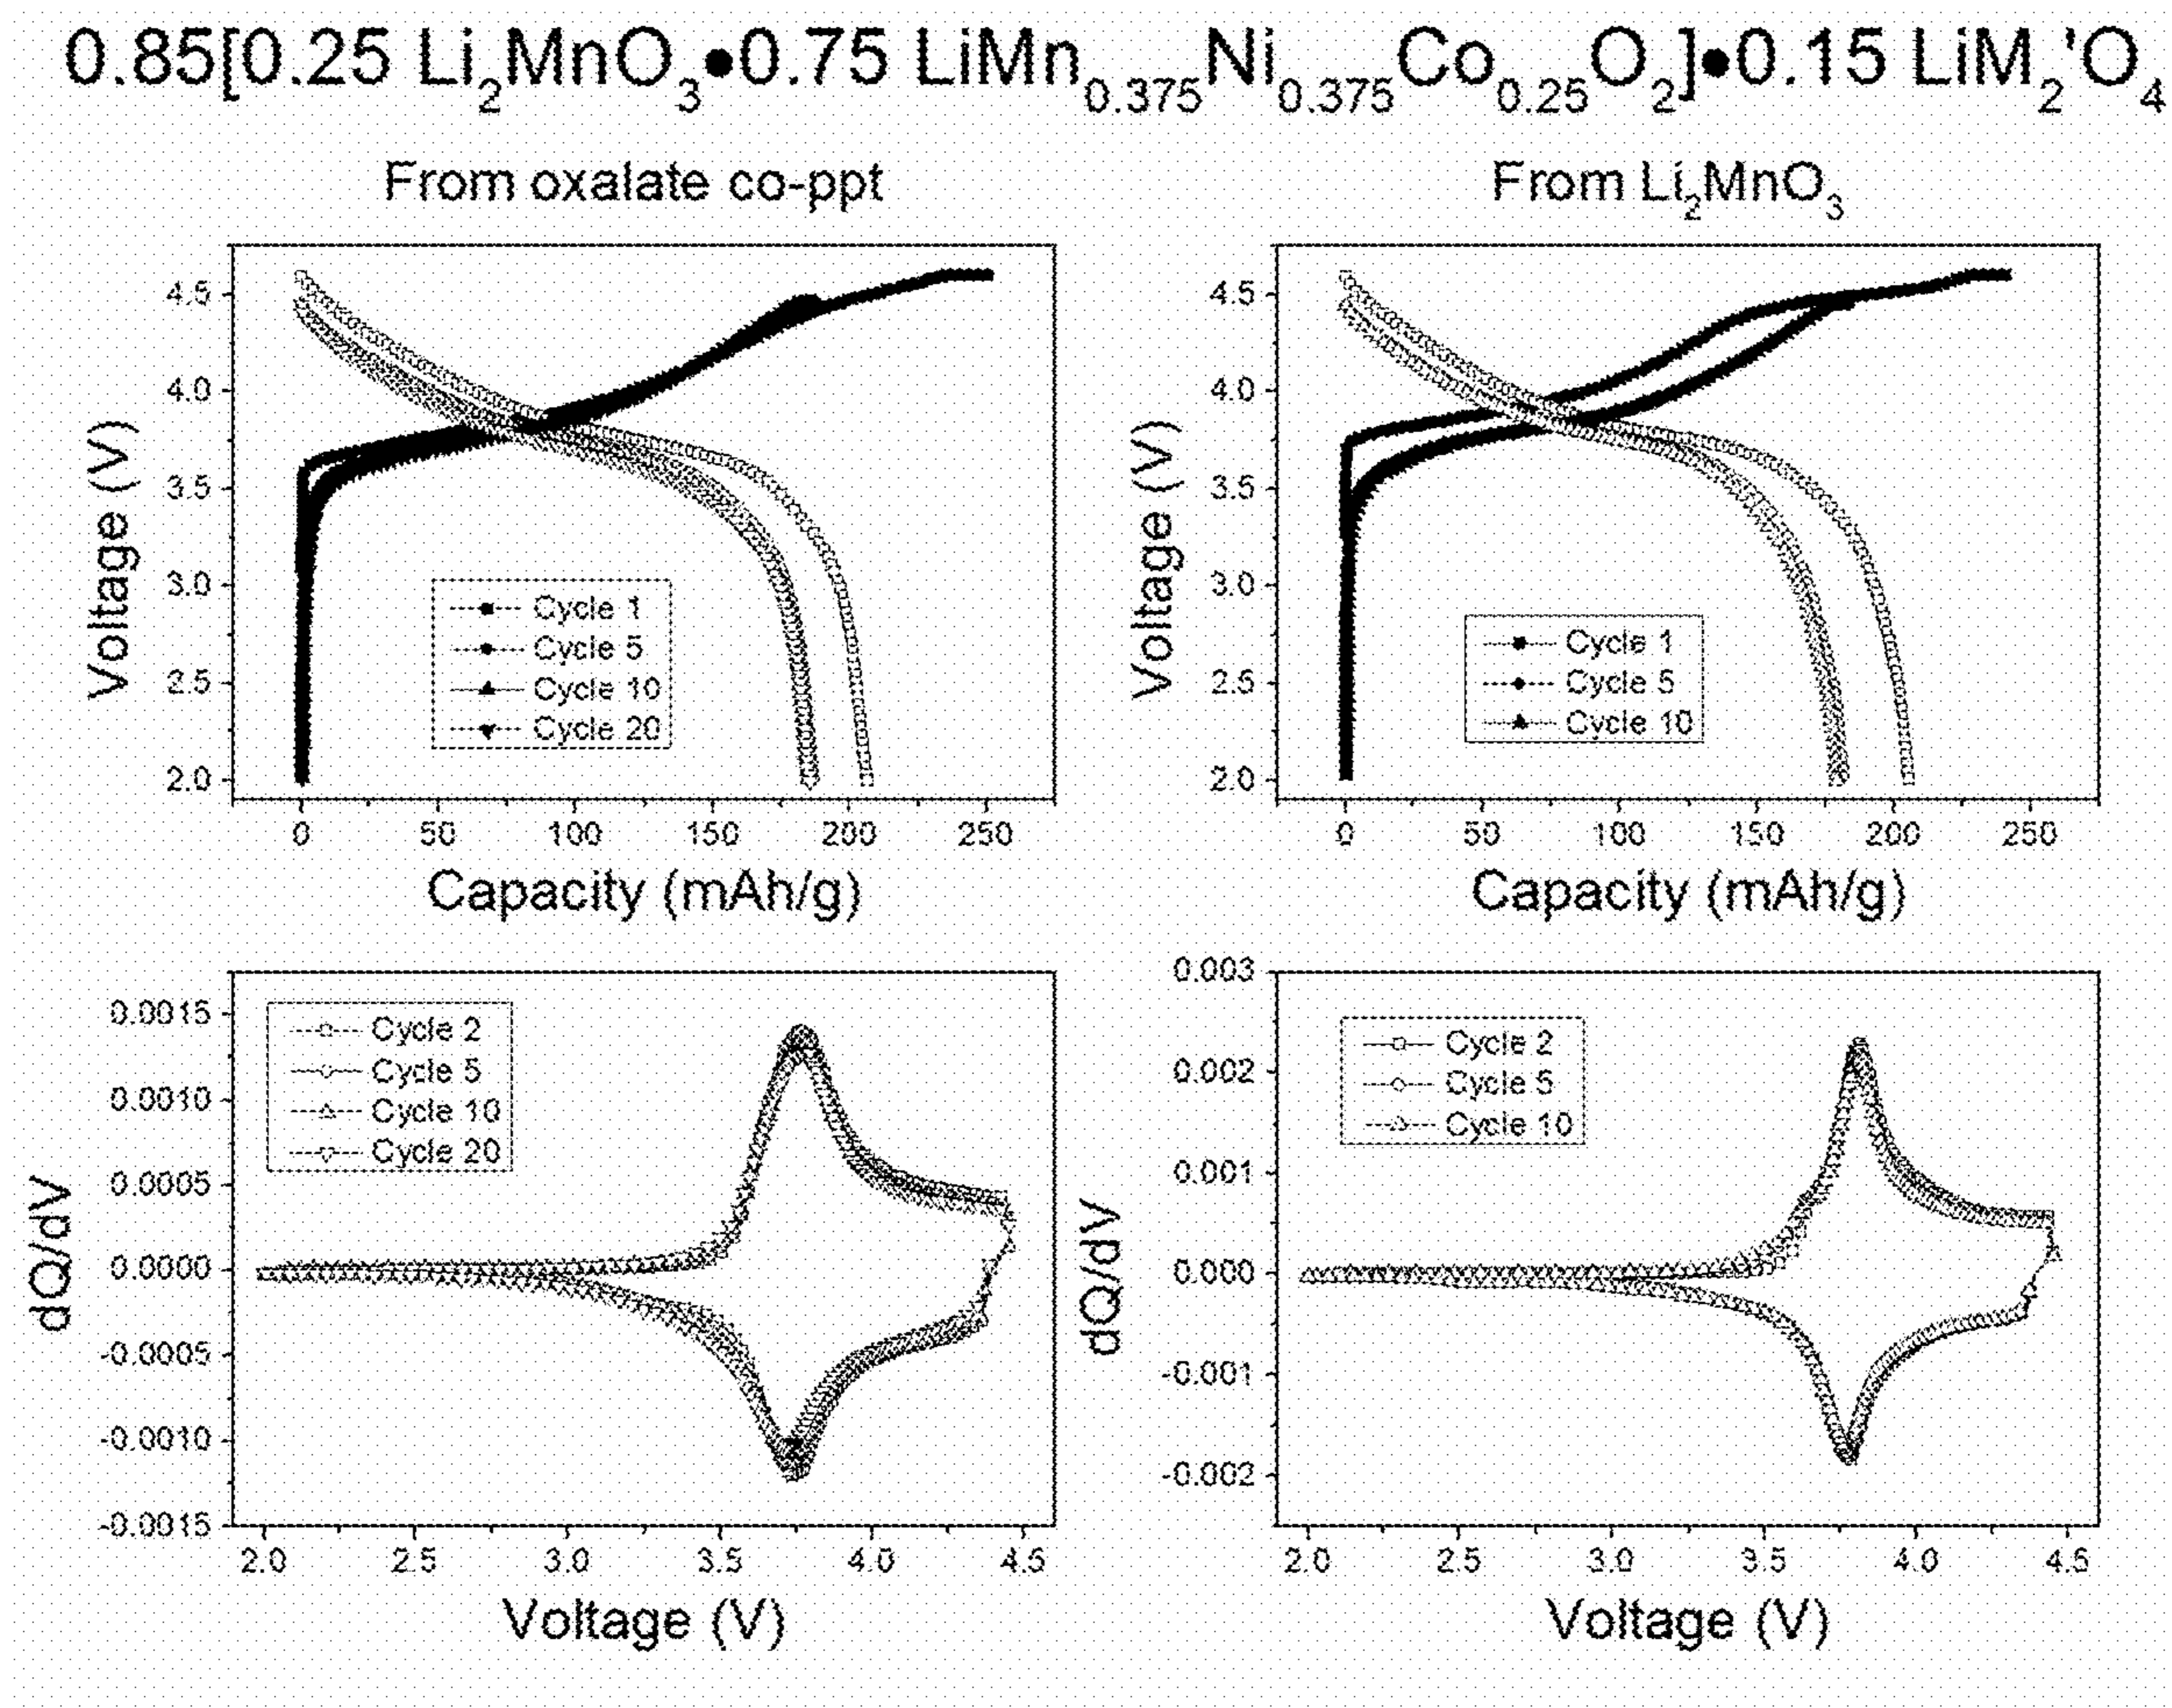 0.85[0.25 Li₂MnO₃●0.75 LiMn₀.₃₇₅Ni₀.₃₇₅Co₀.₂₅O₂]●0.15 LiM₂'O₄
From oxalate co-ppt
4.5
4.0
3.5
3.0
2.5
2.0
Voltage (V)
Cycle 1
Cycle 5
Cycle 10
Cycle 20
0 50 100 150 200 250
Capacity (mAh/g)
From Li₂MnO₃
4.5
4.0
3.5
3.0
2.5
2.0
Voltage (V)
Cycle 1
Cycle 5
Cycle 10
0 50 100 150 200 250
Capacity (mAh/g)
0.0015
0.0010
0.0005
0.0000
-0.0005
-0.0010
-0.0015
dQ/dV
Cycle 2
Cycle 5
Cycle 10
Cycle 20
2.0 2.5 3.0 3.5 4.0 4.5
Voltage (V)
0.003
0.002
0.001
0.000
-0.001
-0.002
dQ/dV
Cycle 2
Cycle 5
Cycle 10
2.0 2.5 3.0 3.5 4.0 4.5
Voltage (V)